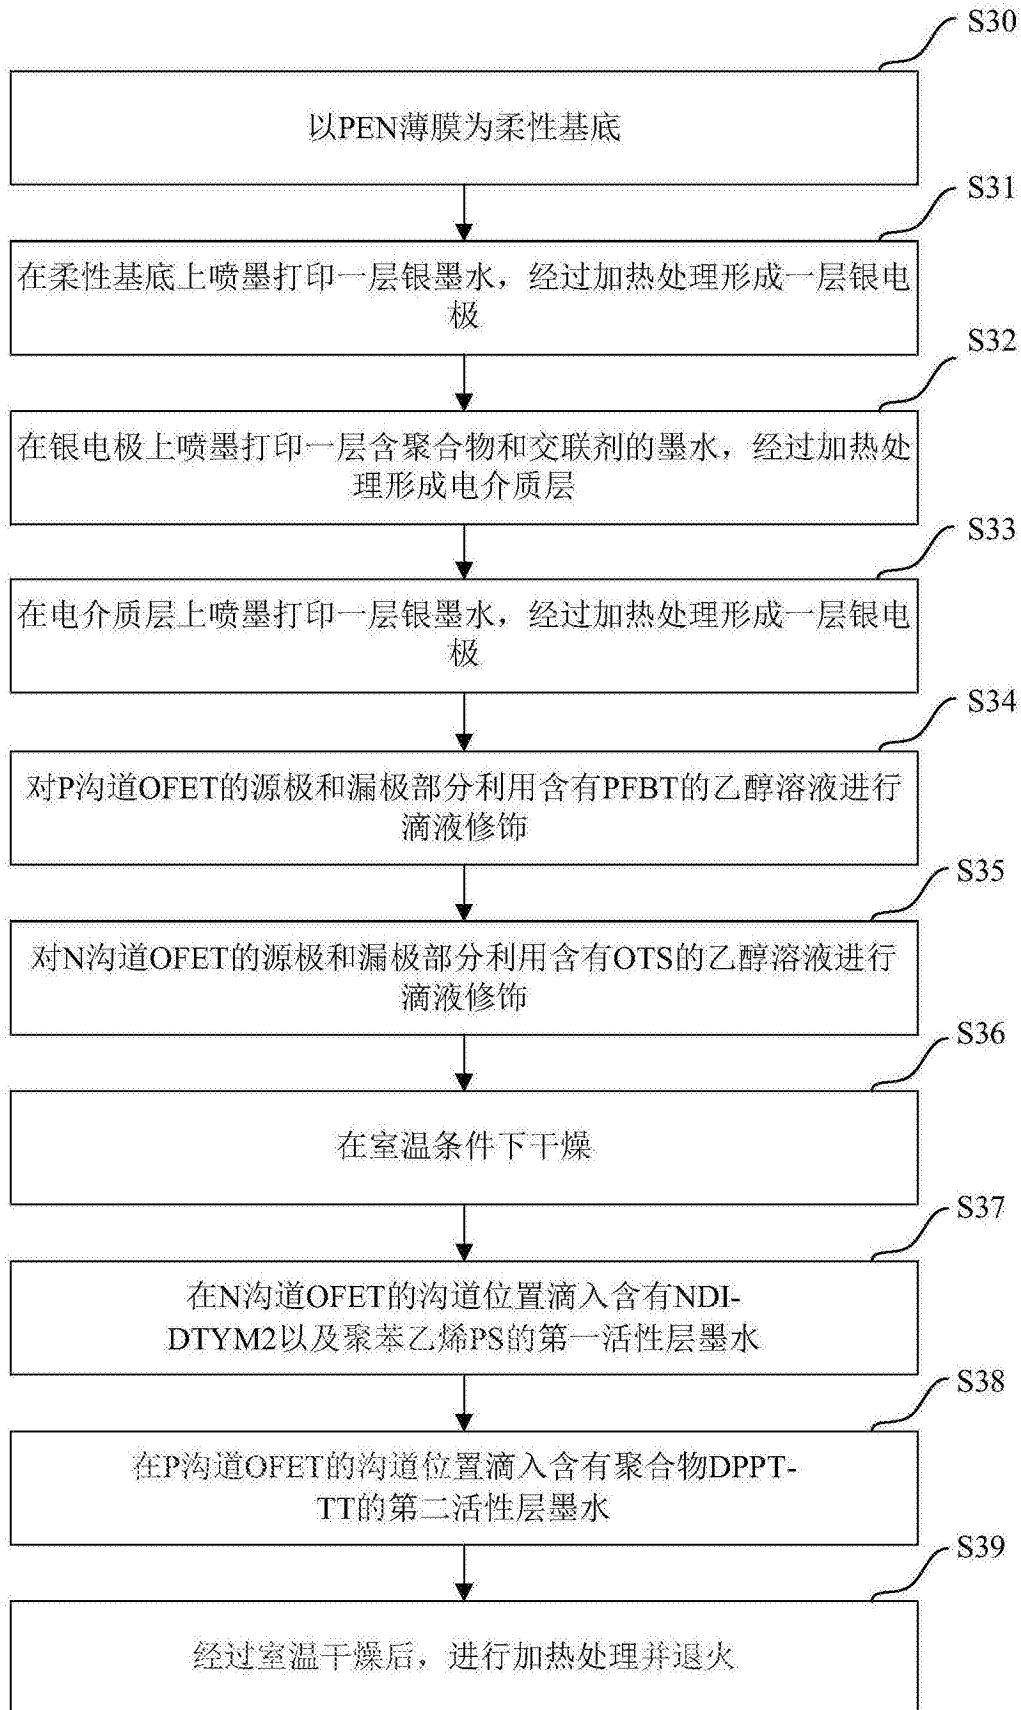 S30
以PEN薄膜为柔性基底
S31
在柔性基底上喷墨打印一层银墨水，经过加热处理形成一层银电
极
S32
在银电极上喷墨打印一层含聚合物和交联剂的墨水，经过加热处
理形成电介质层
S33
在电介质层上喷墨打印一层银墨水，经过加热处理形成一层银电
极
S34
对P沟道OFET的源极和漏极部分利用含有PFBT的乙醇溶液进行
滴液修饰
S35
对N沟道OFET的源极和漏极部分利用含有OTS的乙醇溶液进行
滴液修饰
S36
在室温条件下干燥
S37
在N沟道OFET的沟道位置滴入含有NDI-
DTYM2以及聚苯乙烯PS的第一活性层墨水
S38
在P沟道OFET的沟道位置滴入含有聚合物DPPT-
TT的第二活性层墨水
S39
经过室温干燥后，进行加热处理并退火